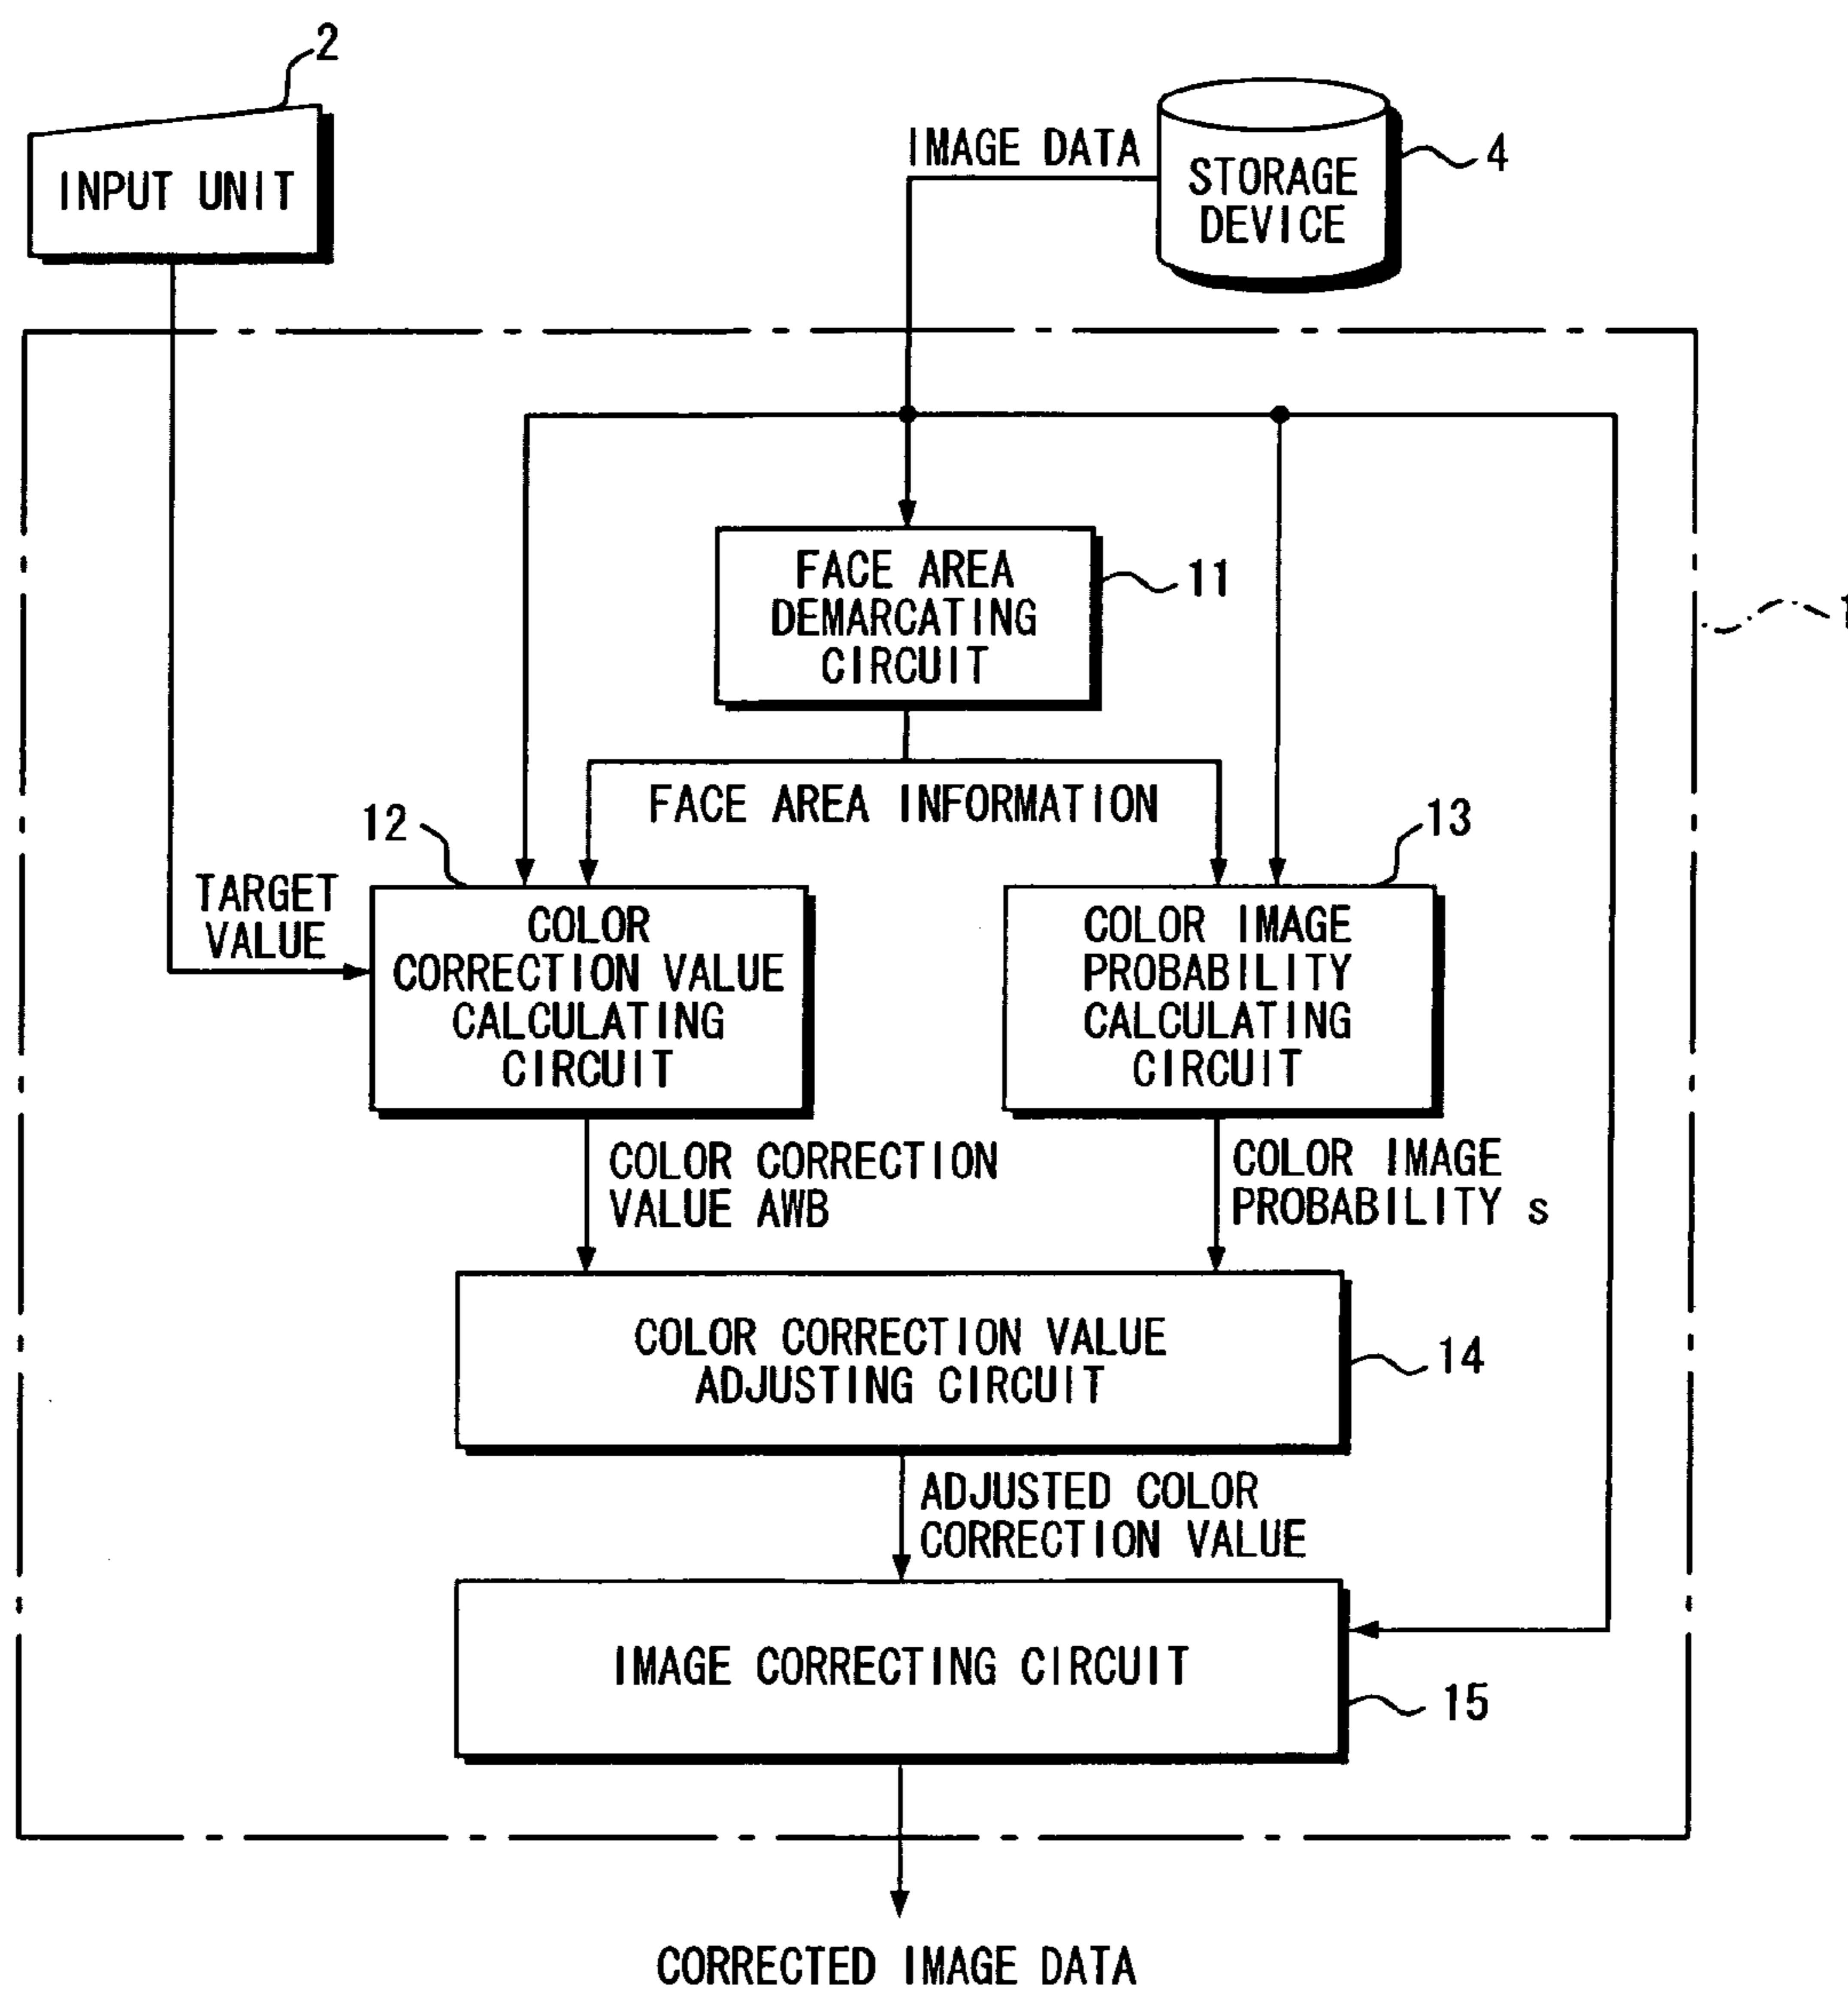 2
INPUT UNIT
IMAGE DATA
STORAGE
DEVICE
4
FACE AREA
DEMARCATING
CIRCUIT
11
1
FACE AREA INFORMATION
12
13
TARGET
VALUE
COLOR
CORRECTION VALUE
CALCULATING
CIRCUIT
COLOR IMAGE
PROBABILITY
CALCULATING
CIRCUIT
COLOR CORRECTION
VALUE AWB
COLOR IMAGE
PROBABILITY s
COLOR CORRECTION VALUE
ADJUSTING CIRCUIT
14
ADJUSTED COLOR
CORRECTION VALUE
IMAGE CORRECTING CIRCUIT
15
CORRECTED IMAGE DATA